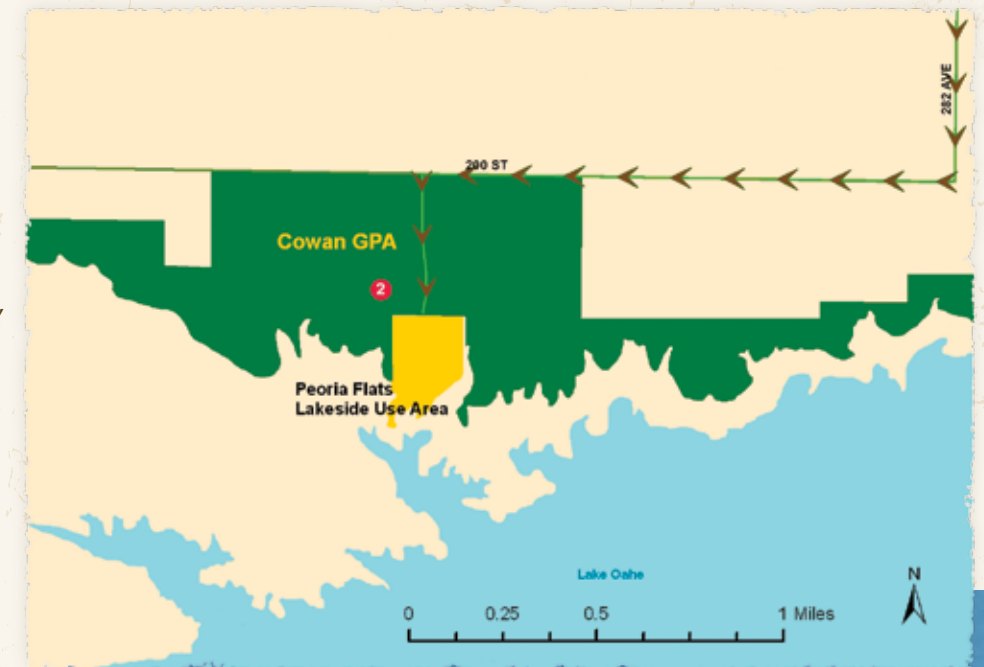 282 AVE
200 ST
Cowan GPA
2
Peoria Flats
Lakeside Use Area
Lake Oahe
N
0 0.25 0.5 1 Miles